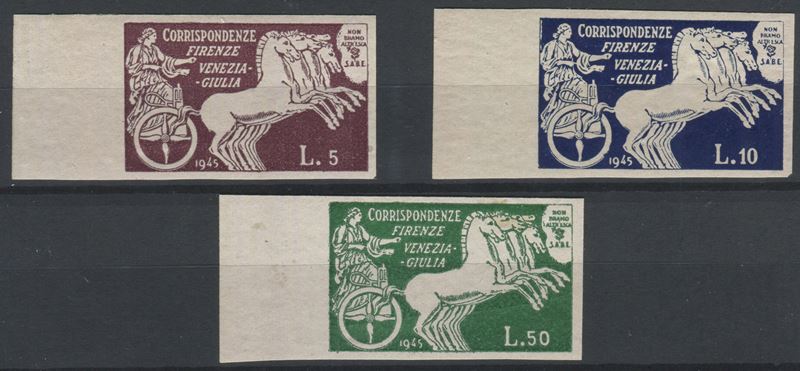 CORRISPONDENZE
FIRENZE
VENEZIA-
-GIULIA
NON
BRAMO
ALTR'ESCA
S.A.B.E.
1945
L. 5
CORRISPONDENZE
FIRENZE
VENEZIA-
-GIULIA
NON
BRAMO
ALTR'ESCA
S.A.B.E.
1945
L.10
CORRISPONDENZE
FIRENZE
VENEZIA-
-GIULIA
NON
BRAMO
ALTR'ESCA
S.A.B.E.
1945
L.50